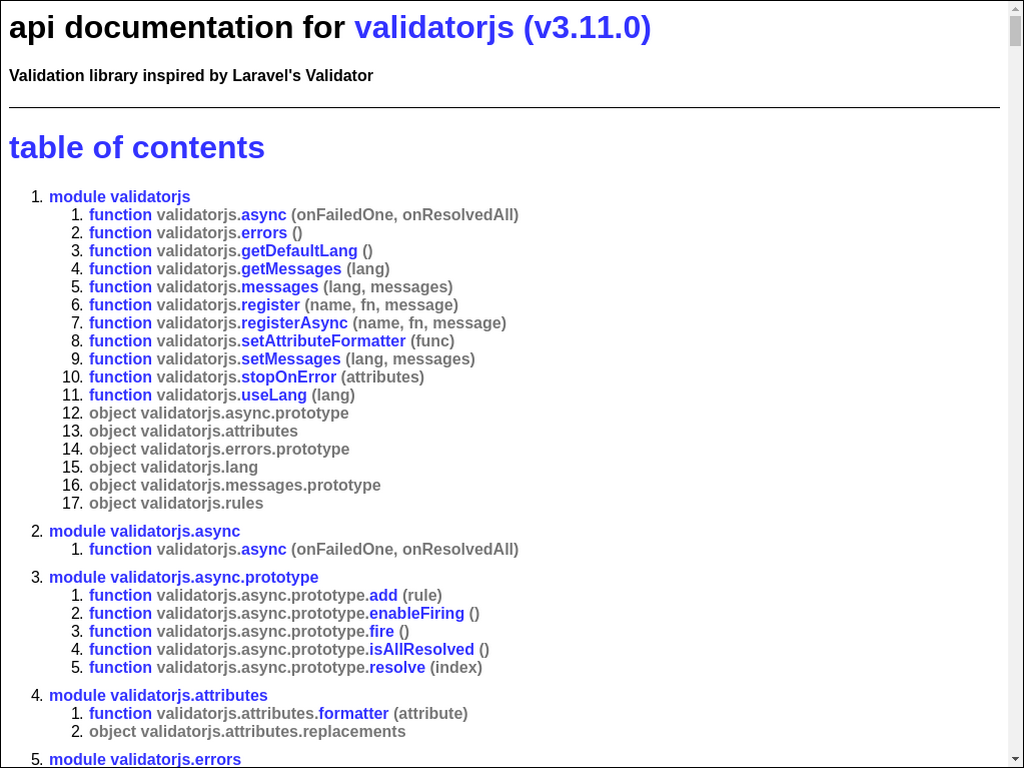 api documentation for validatorjs (v3.11.0)
Validation library inspired by Laravel's Validator
table of contents
1. module validatorjs
1. function validatorjs.async (onFailedOne, onResolvedAll)
2. function validatorjs.errors ()
3. function validatorjs.getDefaultLang ()
4. function validatorjs.getMessages (lang)
5. function validatorjs.messages (lang, messages)
6. function validatorjs.register (name, fn, message)
7. function validatorjs.registerAsync (name, fn, message)
8. function validatorjs.setAttributeFormatter (func)
9. function validatorjs.setMessages (lang, messages)
10. function validatorjs.stopOnError (attributes)
11. function validatorjs.useLang (lang)
12. object validatorjs.async.prototype
13. object validatorjs.attributes
14. object validatorjs.errors.prototype
15. object validatorjs.lang
16. object validatorjs.messages.prototype
17. object validatorjs.rules
2. module validatorjs.async
1. function validatorjs.async (onFailedOne, onResolvedAll)
3. module validatorjs.async.prototype
1. function validatorjs.async.prototype.add (rule)
2. function validatorjs.async.prototype.enableFiring ()
3. function validatorjs.async.prototype.fire ()
4. function validatorjs.async.prototype.isAllResolved ()
5. function validatorjs.async.prototype.resolve (index)
4. module validatorjs.attributes
1. function validatorjs.attributes.formatter (attribute)
2. object validatorjs.attributes.replacements
5. module validatorjs.errors